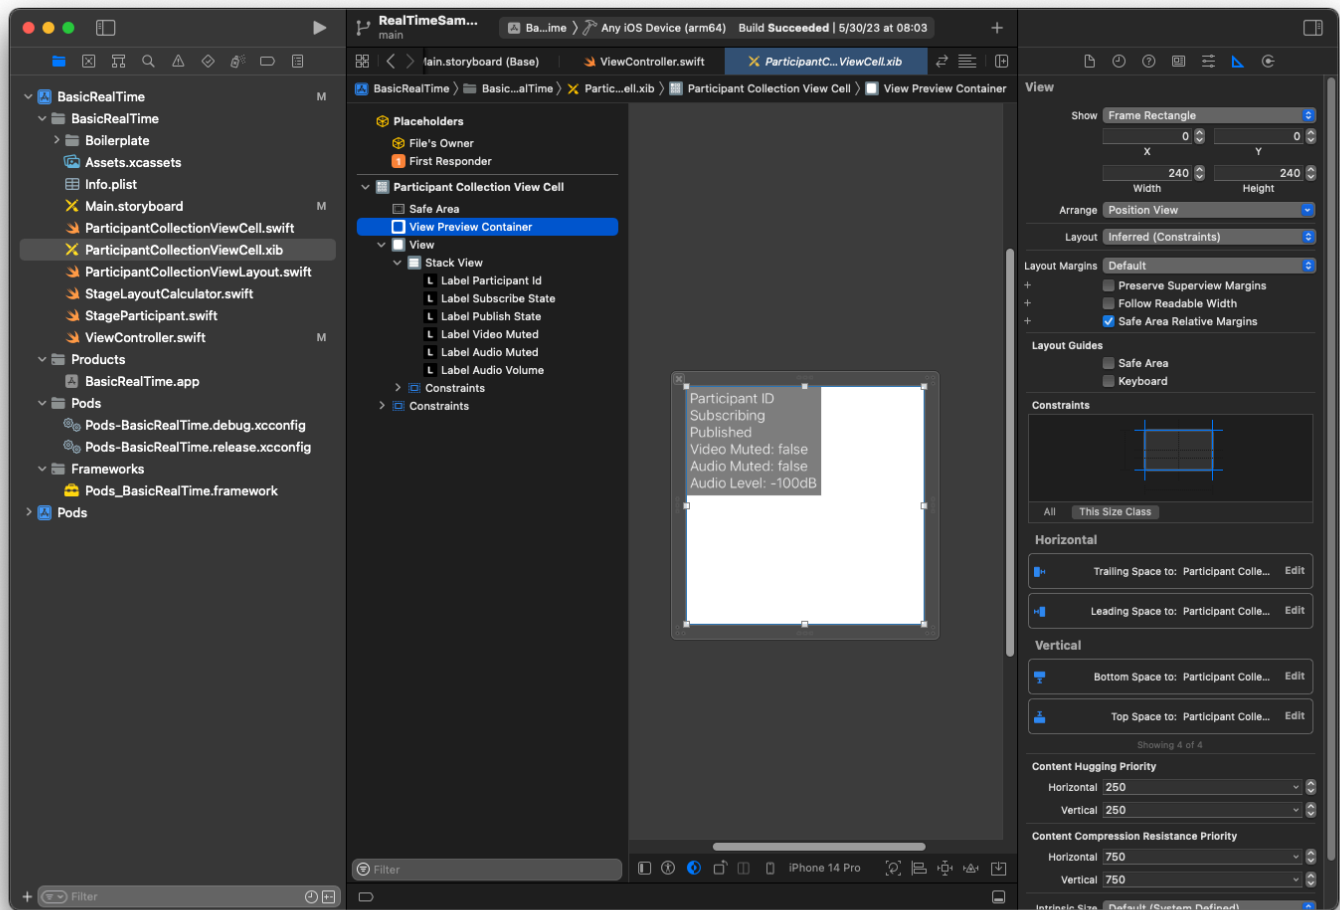 RealTimeSam...
main
Ba...ime
Any iOS Device (arm64)
Build Succeeded | 5/30/23 at 08:03
lain.storyboard (Base)
ViewController.swift
ParticipantC...ViewCell.xib
BasicRealTime
M
BasicRealTime
Boilerplate
Assets.xcassets
Info.plist
Main.storyboard
M
ParticipantCollectionViewCell.swift
ParticipantCollectionViewCell.xib
ParticipantCollectionViewLayout.swift
StageLayoutCalculator.swift
StageParticipant.swift
ViewController.swift
M
Products
BasicRealTime.app
Pods
Pods-BasicRealTime.debug.xcconfig
Pods-BasicRealTime.release.xcconfig
Frameworks
Pods_BasicRealTime.framework
Pods
Filter
BasicRealTime
Basic...alTime
Partic...ell.xib
Participant Collection View Cell
View Preview Container
Placeholders
File's Owner
1
First Responder
Participant Collection View Cell
Safe Area
View Preview Container
View
Stack View
L Label Participant Id
L Label Subscribe State
L Label Publish State
L Label Video Muted
L Label Audio Muted
L Label Audio Volume
Constraints
Constraints
Filter
Participant ID
Subscribing
Published
Video Muted: false
Audio Muted: false
Audio Level: -100dB
iPhone 14 Pro
View
Show Frame Rectangle
0 0
X Y
240 240
Width Height
Arrange Position View
Layout Inferred (Constraints)
Layout Margins Default
Preserve Superview Margins
Follow Readable Width
Safe Area Relative Margins
Layout Guides
Safe Area
Keyboard
Constraints
All This Size Class
Horizontal
Trailing Space to: Participant Colle... Edit
Leading Space to: Participant Colle... Edit
Vertical
Bottom Space to: Participant Colle... Edit
Top Space to: Participant Colle... Edit
Showing 4 of 4
Content Hugging Priority
Horizontal 250
Vertical 250
Content Compression Resistance Priority
Horizontal 750
Vertical 750
Intrinsic Size Default (System Defined)